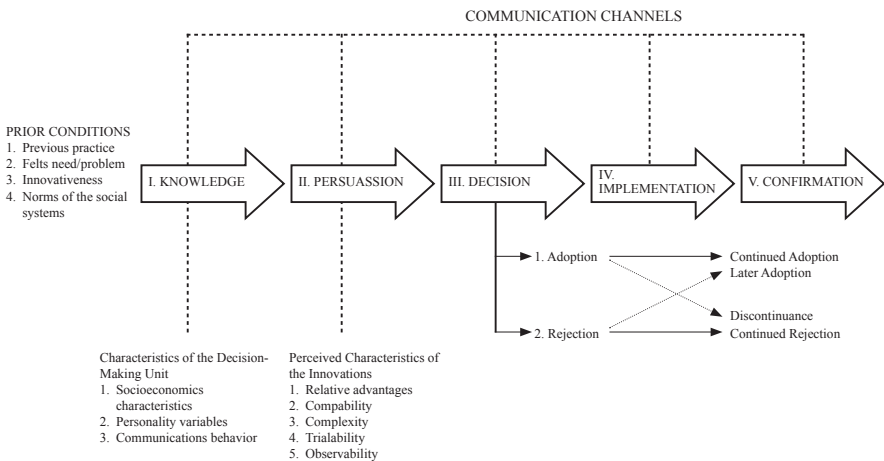 COMMUNICATION CHANNELS
PRIOR CONDITIONS
1. Previous practice
2. Felts need/problem
3. Innovativeness
4. Norms of the social
systems
I. KNOWLEDGE
II. PERSUASSION
III. DECISION
IV.
IMPLEMENTATION
V. CONFIRMATION
1. Adoption
Continued Adoption
Later Adoption
Discontinuance
2. Rejection
Continued Rejection
Characteristics of the Decision-
Making Unit
1. Socioeconomics
characteristics
2. Personality variables
3. Communications behavior
Perceived Characteristics of
the Innovations
1. Relative advantages
2. Compability
3. Complexity
4. Trialability
5. Observability